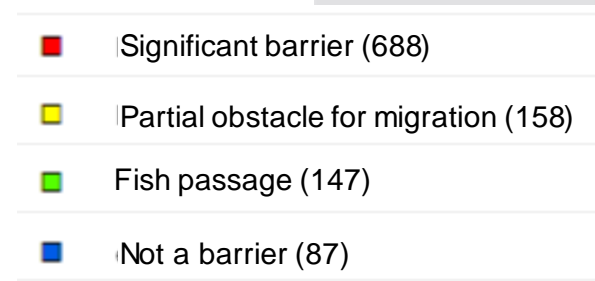 Significant barrier (688)
Partial obstacle for migration (158)
Fish passage (147)
Not a barrier (87)